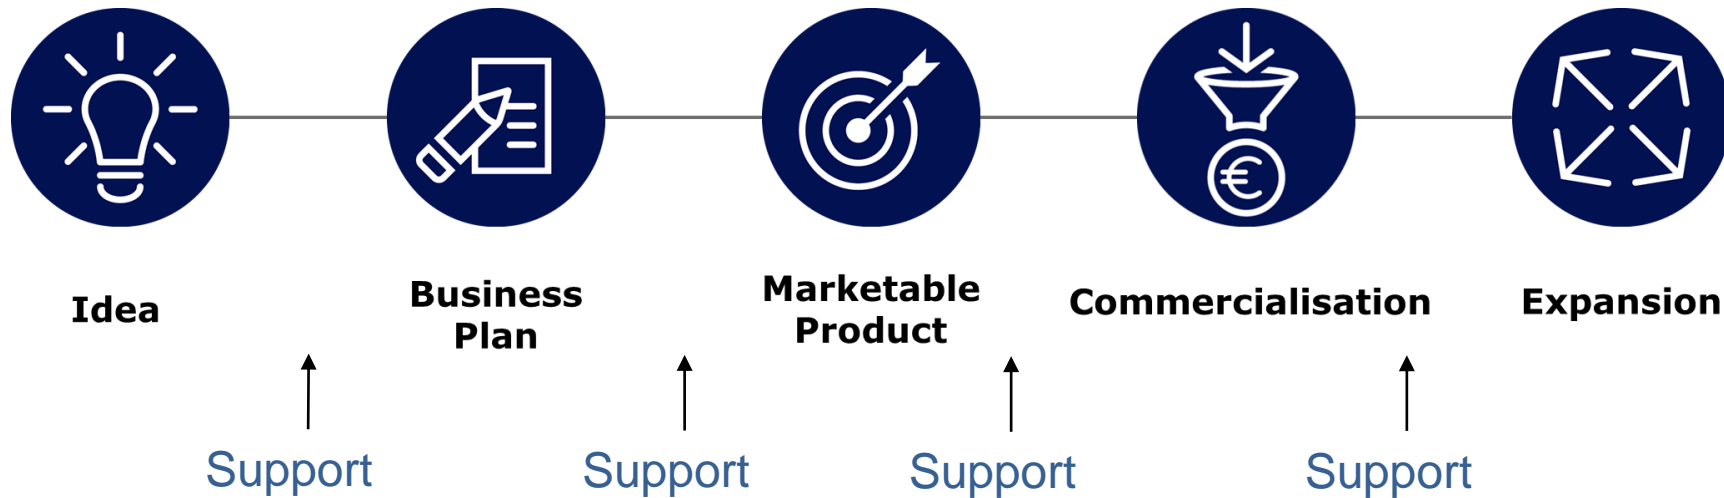 €
Idea
Business
Plan
Marketable
Product
Commercialisation
Expansion
Support
Support
Support
Support